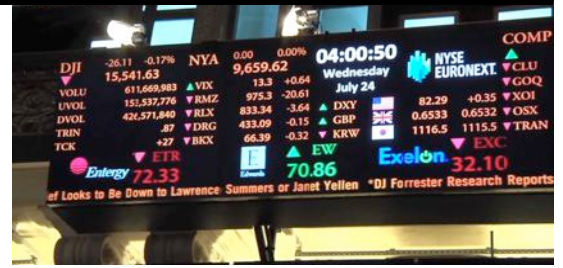 DJI -26.11 -0.17% NYA 0.00 0.00% 04:00:50 NYSE EURONEXT. COMP
15,541.63 9,659.62 Wednesday July 24
VOLU 611,669,983 ▲ VIX 13.3 +0.64 ▼ CLU
UVOL 153,537,776 ▼ RMZ 975.3 -20.61 ▼ GOQ
DVOL 426,571,840 ▼ RLX 833.34 -3.64 ▲ DXY 82.29 +0.35 ▼ XOI
TRIN .87 ▼ DRG 433.09 -0.15 ▲ GBP 0.6533 0.6532 ▼ OSX
TCK +27 ▼ BKX 66.39 -0.32 ▼ KRW 1116.5 1115.5 ▼ TRAN
▼ ETR ▲ EW ▼ EXC
Entergy 72.33 E Edwards 70.86 Exelon 32.10
ef Looks to Be Down to Lawrence Summers or Janet Yellen *DJ Forrester Research Reports